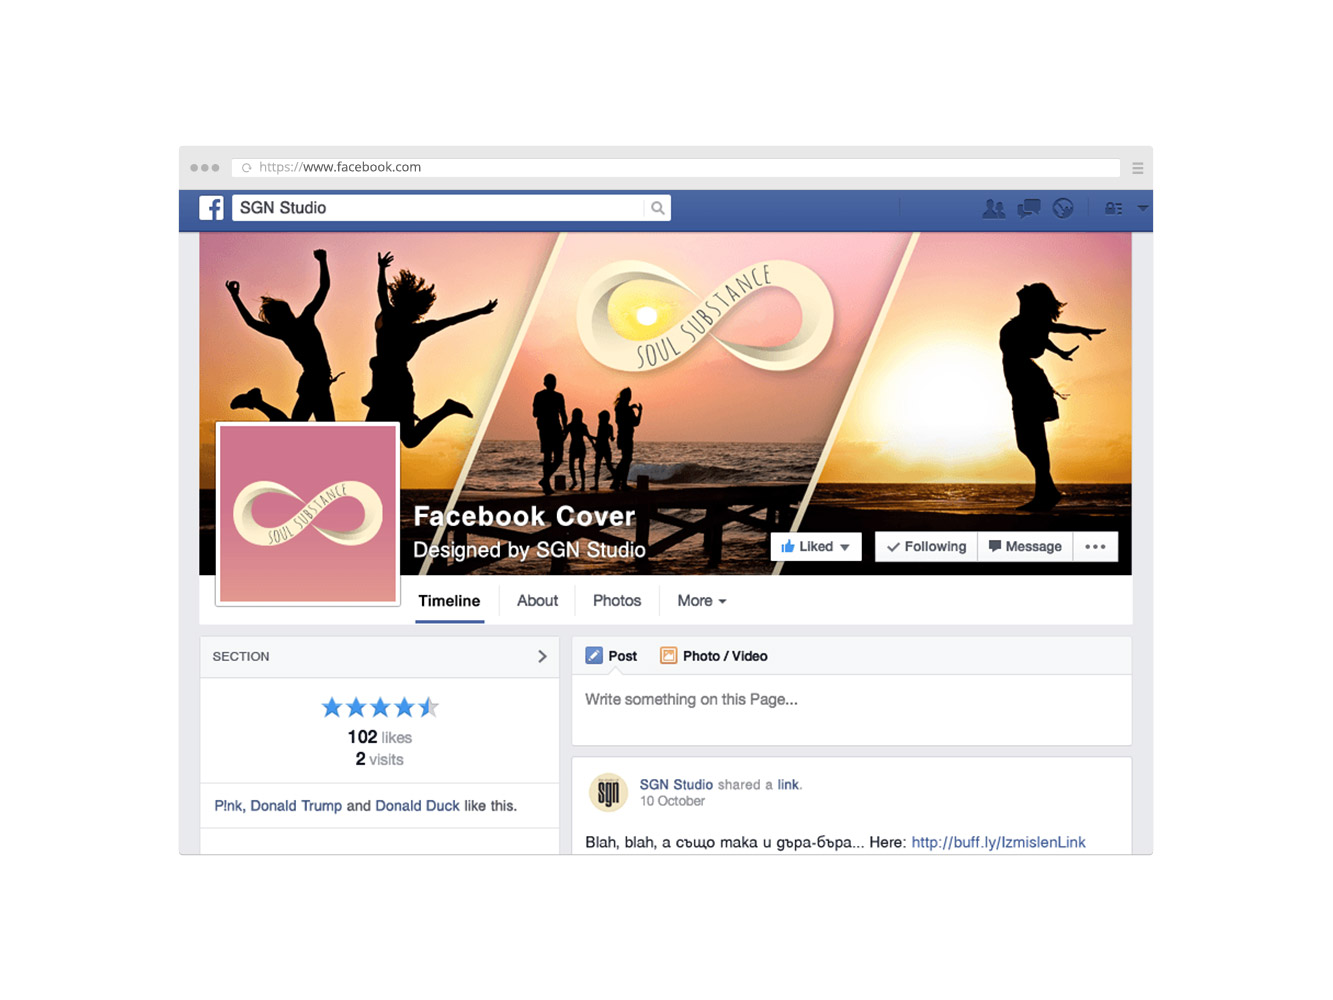 https://www.facebook.com
SGN Studio
SOUL SUBSTANCE
SOUL SUBSTANCE
Facebook Cover
Designed by SGN Studio
Liked
Following
Message
Timeline
About
Photos
More
SECTION
102 likes
2 visits
P!nk, Donald Trump and Donald Duck like this.
Post
Photo / Video
Write something on this Page...
sgn
SGN Studio shared a link.
10 October
Blah, blah, а също така и дъра-бъра... Here: http://buff.ly/IzmislenLink